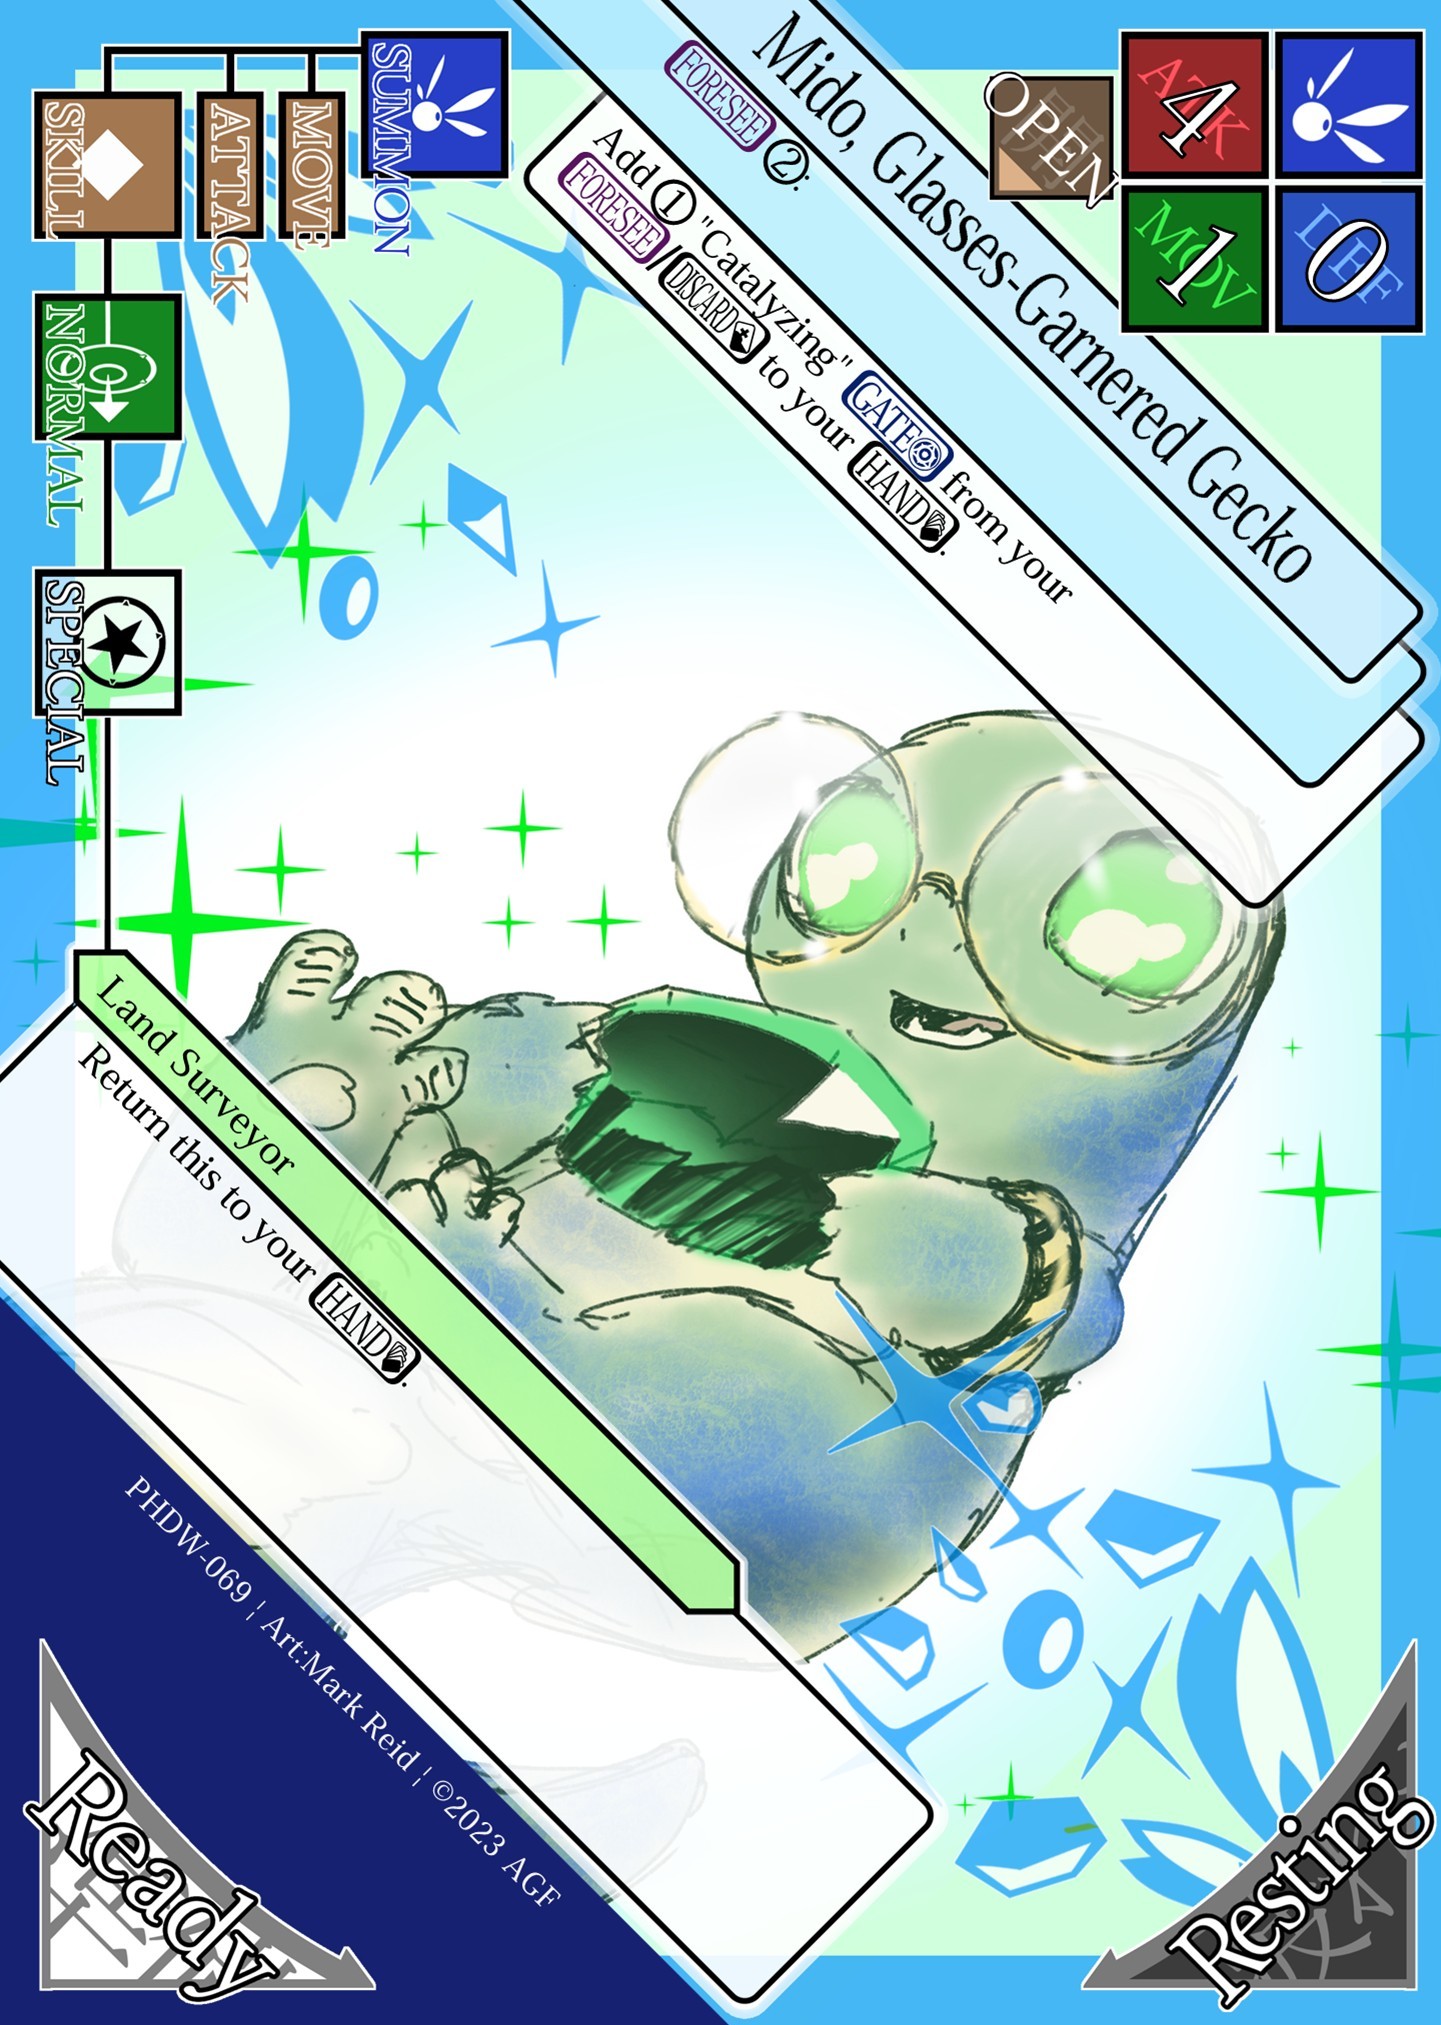 SUMMON
MOVE
ATTACK
SKILL
NORMAL
SPECIAL
Mido, Glasses-Garnered Gecko
FORESEE ②:
Add ① "Catalyzing" GATE from your
FORESEE/DISCARD to your HAND.
OPEN
ATK 4
MOV 1
DEF 0
Land Surveyor
Return this to your HAND.
PHDW-069 ¦ Art:Mark Reid ¦ ©2023 AGF
Ready
Resting